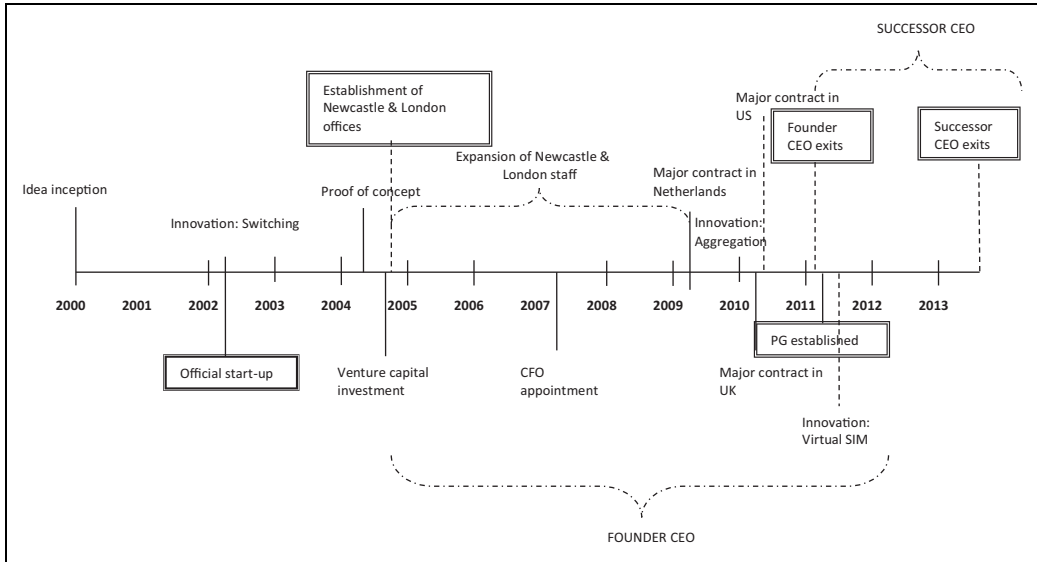 SUCCESSOR CEO
Establishment of
Newcastle & London
offices
Major contract in
US
Founder
CEO exits
Successor
CEO exits
Expansion of Newcastle &
London staff
Idea inception
Proof of concept
Major contract in
Netherlands
Innovation: Switching
Innovation:
Aggregation
2000 2001 2002 2003 2004 2005 2006 2007 2008 2009 2010 2011 2012 2013
Official start-up
Venture capital
investment
CFO
appointment
PG established
Major contract in
UK
Innovation:
Virtual SIM
FOUNDER CEO